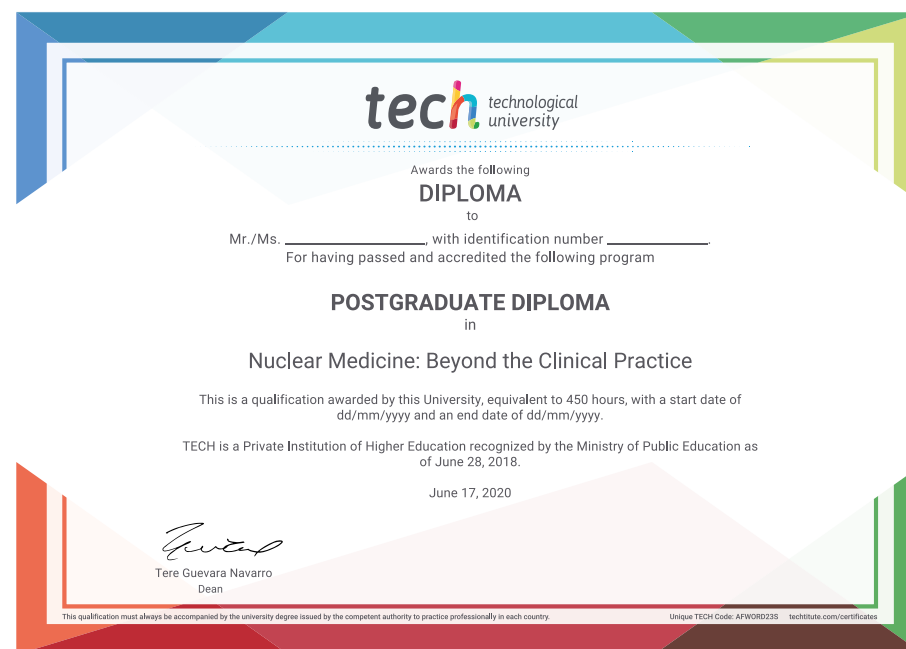 tech technological
university
Awards the following
DIPLOMA
to
Mr./Ms. ____________________, with identification number ______________.
For having passed and accredited the following program
POSTGRADUATE DIPLOMA
in
Nuclear Medicine: Beyond the Clinical Practice
This is a qualification awarded by this University, equivalent to 450 hours, with a start date of
dd/mm/yyyy and an end date of dd/mm/yyyy.
TECH is a Private Institution of Higher Education recognized by the Ministry of Public Education as
of June 28, 2018.
June 17, 2020
Tere Guevara Navarro
Dean
This qualification must always be accompanied by the university degree issued by the competent authority to practice professionally in each country.
Unique TECH Code: AFWORD23S techtitute.com/certificates